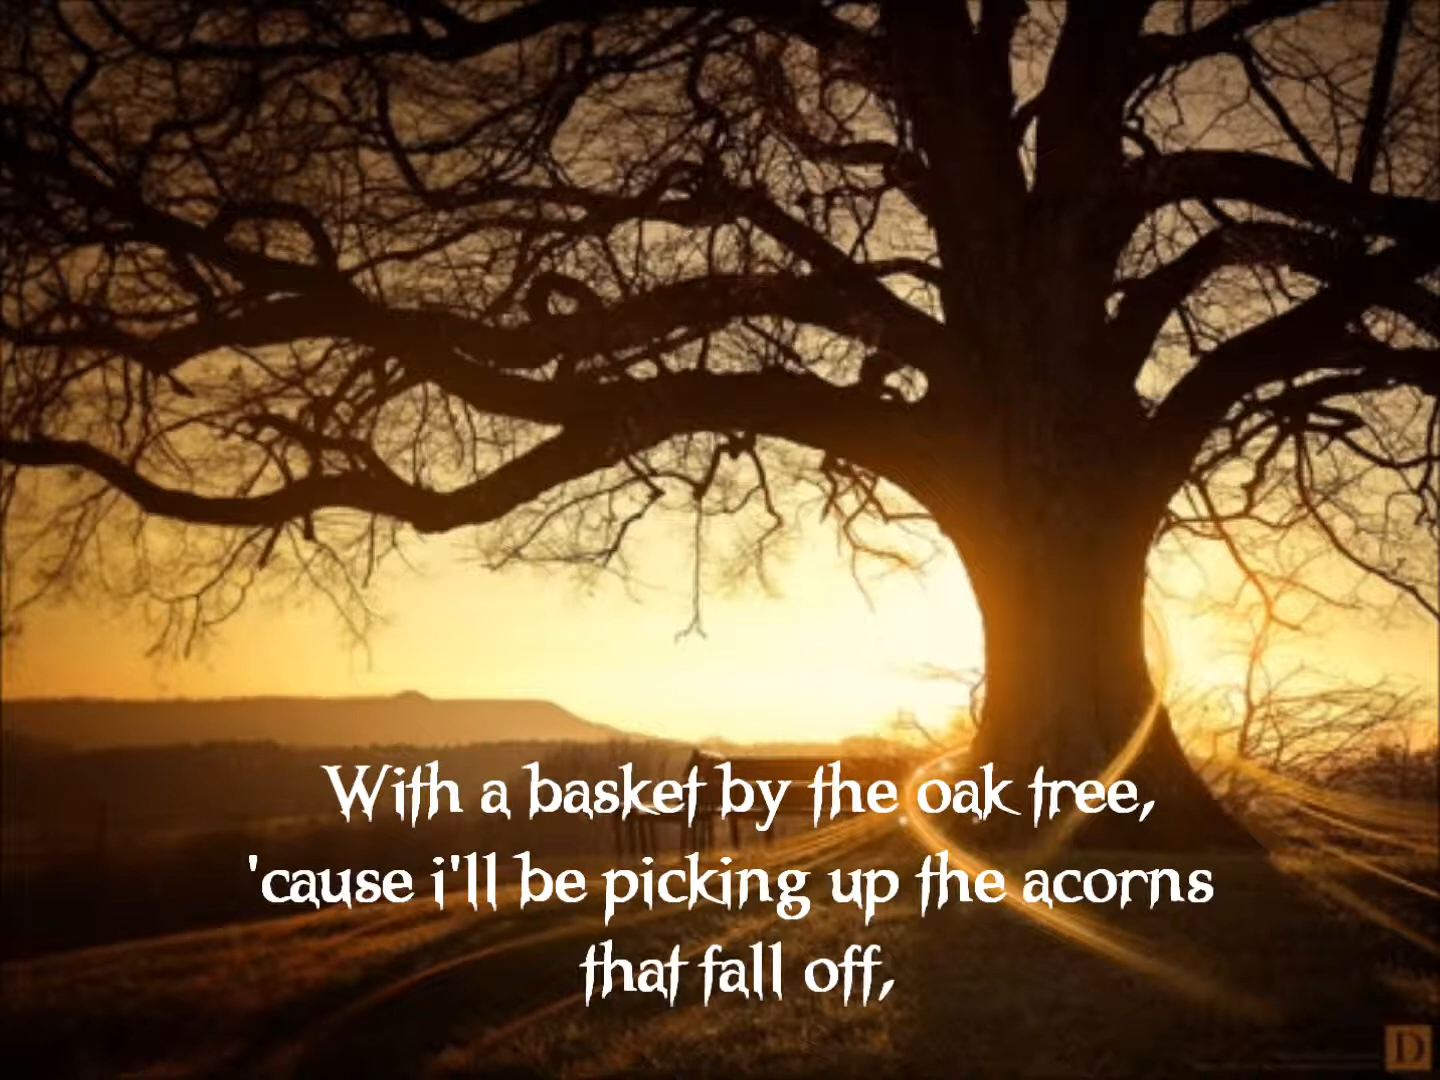 With a basket by the oak tree,
'cause i'll be picking up the acorns
that fall off,
D